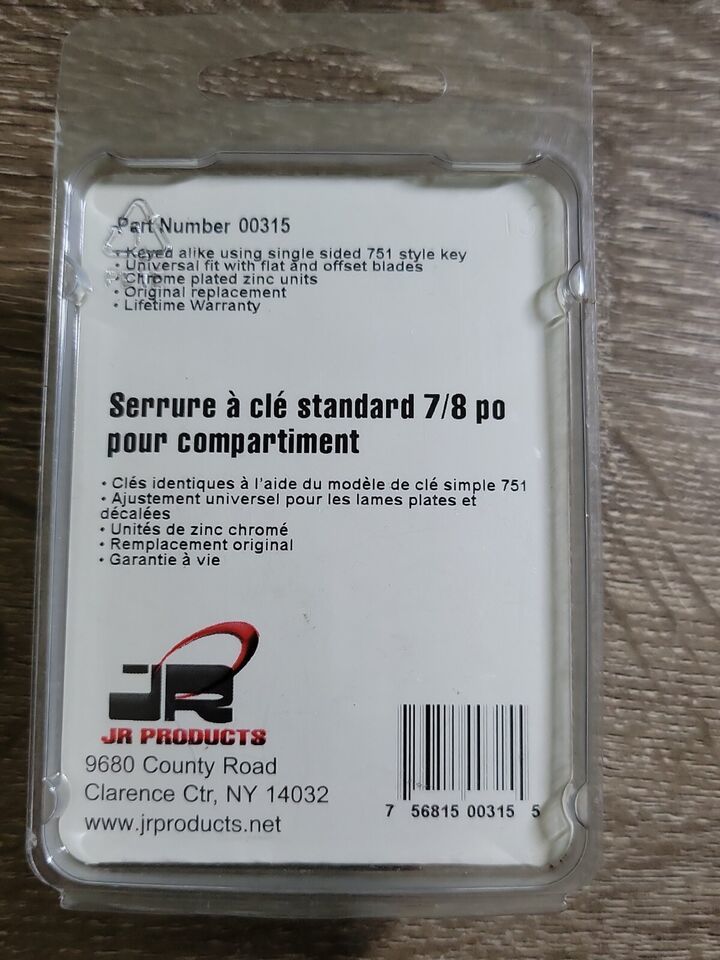 Part Number 00315
• Keyed alike using single sided 751 style key
• Universal fit with flat and offset blades
• Chrome plated zinc units
• Original replacement
• Lifetime Warranty
Serrure à clé standard 7/8 po
pour compartiment
• Clés identiques à l'aide du modèle de clé simple 751
• Ajustement universel pour les lames plates et
décalées
• Unités de zinc chromé
• Remplacement original
• Garantie à vie
JR
JR PRODUCTS
9680 County Road
Clarence Ctr, NY 14032
www.jrproducts.net
7 56815 00315 5